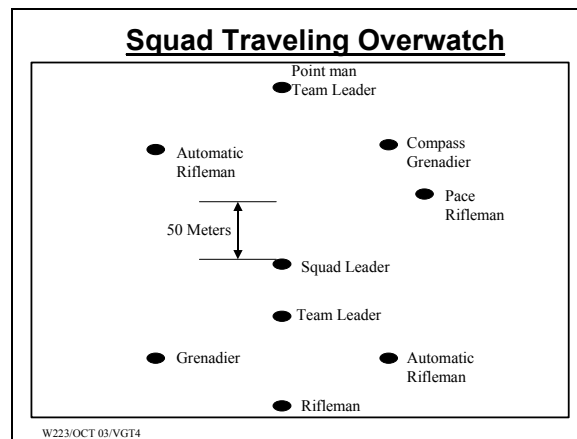 Squad Traveling Overwatch
Point man
Team Leader
Automatic
Rifleman
Compass
Grenadier
Pace
Rifleman
50 Meters
Squad Leader
Team Leader
Grenadier
Automatic
Rifleman
Rifleman
W223/OCT 03/VGT4